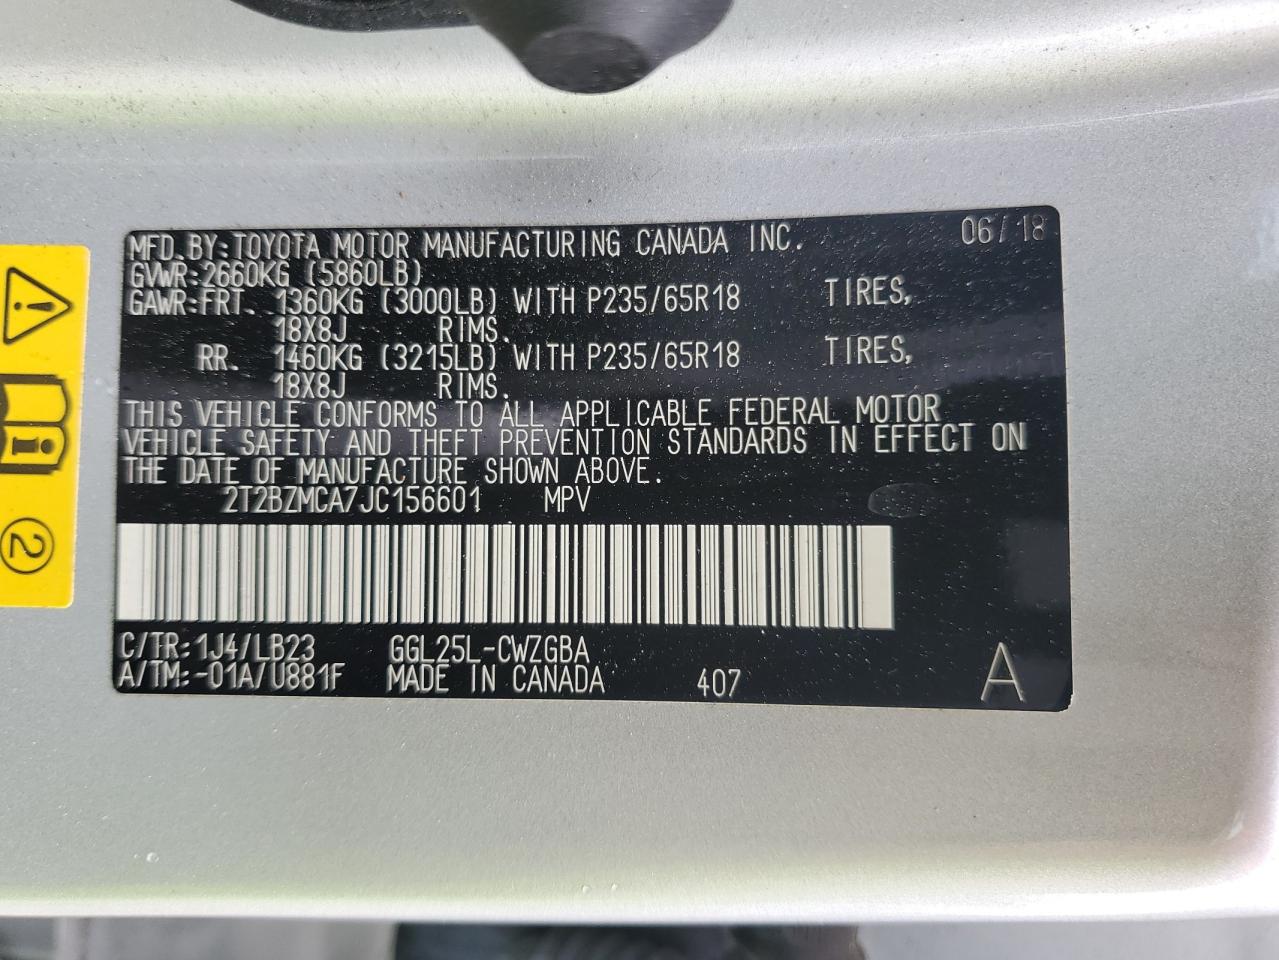 MFD.BY:TOYOTA MOTOR MANUFACTURING CANADA INC. 06/18
GVWR:2660KG (5860LB)
GAWR:FRT. 1360KG (3000LB) WITH P235/65R18 TIRES,
18X8J RIMS.
RR. 1460KG (3215LB) WITH P235/65R18 TIRES,
18X8J RIMS.
THIS VEHICLE CONFORMS TO ALL APPLICABLE FEDERAL MOTOR
VEHICLE SAFETY AND THEFT PREVENTION STANDARDS IN EFFECT ON
THE DATE OF MANUFACTURE SHOWN ABOVE.
2T2BZMCA7JC156601 MPV
C/TR:1J4/LB23 GGL25L-CWZGBA
A/TM:-01A/U881F MADE IN CANADA 407 A
2